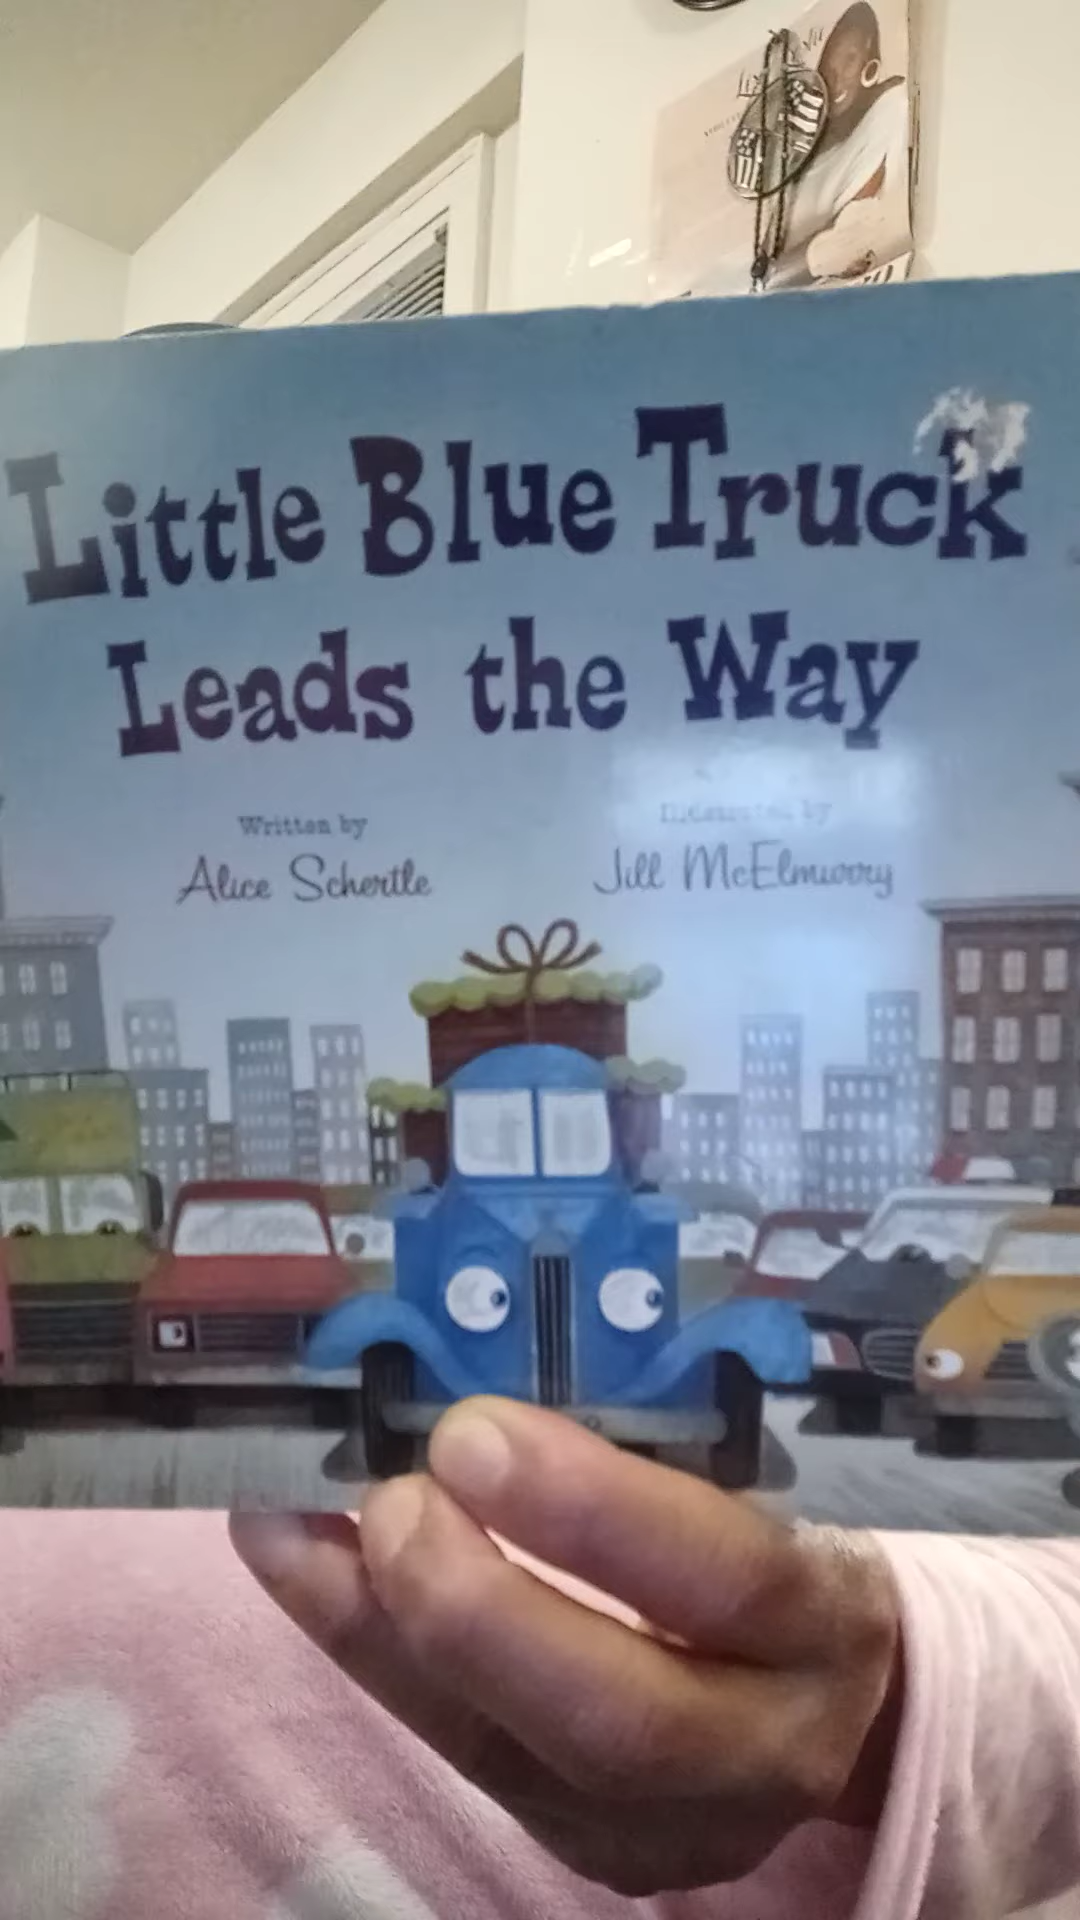 Little Blue Truck
Leads the Way
Written by
Alice Schertle
Illustrated by
Jill McElmurry